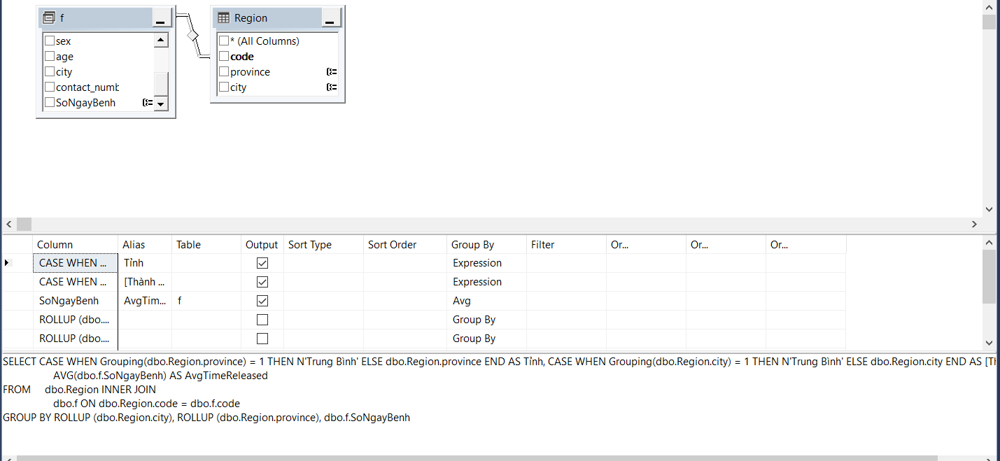 f
sex
age
city
contact_numb
SoNgayBenh
Region
* (All Columns)
code
province
city
Column Alias Table Output Sort Type Sort Order Group By Filter Or... Or... Or...
CASE WHEN ... Tỉnh Expression
CASE WHEN ... [Thành ... Expression
SoNgayBenh AvgTim... f Avg
ROLLUP (dbo.... Group By
ROLLUP (dbo.... Group By
SELECT CASE WHEN Grouping(dbo.Region.province) = 1 THEN N'Trung Bình' ELSE dbo.Region.province END AS Tỉnh, CASE WHEN Grouping(dbo.Region.city) = 1 THEN N'Trung Bình' ELSE dbo.Region.city END AS
AVG(dbo.f.SoNgayBenh) AS AvgTimeReleased
FROM dbo.Region INNER JOIN
dbo.f ON dbo.Region.code = dbo.f.code
GROUP BY ROLLUP (dbo.Region.city), ROLLUP (dbo.Region.province), dbo.f.SoNgayBenh